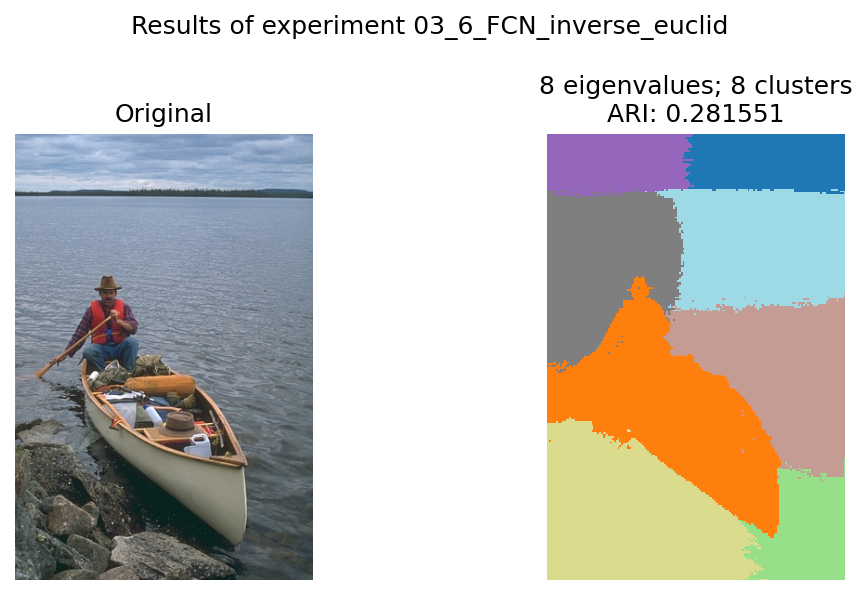 Results of experiment 03_6_FCN_inverse_euclid
Original
8 eigenvalues; 8 clusters
ARI: 0.281551